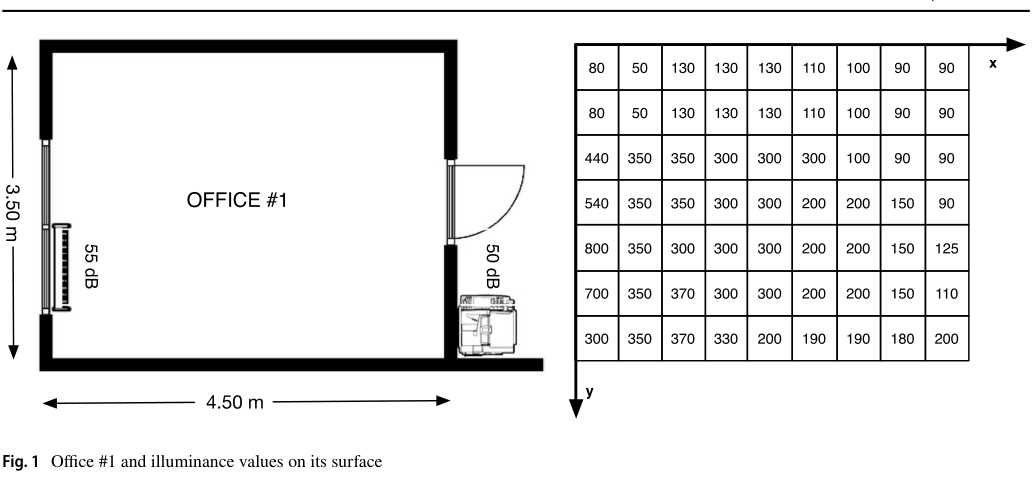 3.50 m
OFFICE #1
55 dB
50 dB
4.50 m
x
80 50 130 130 130 110 100 90 90
80 50 130 130 130 110 100 90 90
440 350 350 300 300 300 100 90 90
540 350 350 300 300 200 200 150 90
800 350 300 300 300 200 200 150 125
700 350 370 300 300 200 200 150 110
300 350 370 330 200 190 190 180 200
y
Fig. 1 Office #1 and illuminance values on its surface